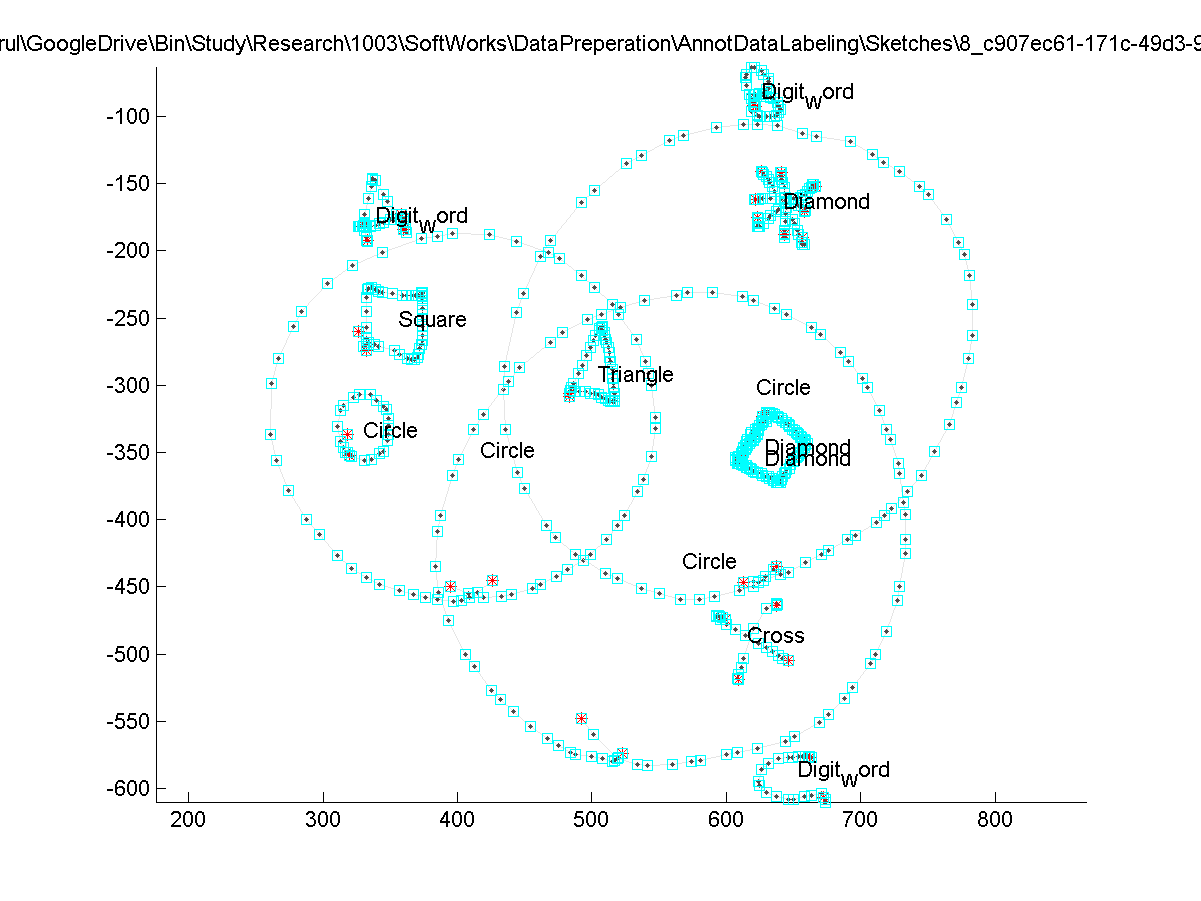 rul\GoogleDrive\Bin\Study\Research\1003\SoftWorks\DataPreperation\AnnotDataLabeling\Sketches\8_c907ec61-171c-49d3-9
Digitword
-100
-150
Diamond
Digitword
-200
-250
Square
-300
Triangle
Circle
Circle
-350
Circle
Diamond
Diamond
-400
Circle
-450
Cross
-500
-550
Digitword
-600
200 300 400 500 600 700 800